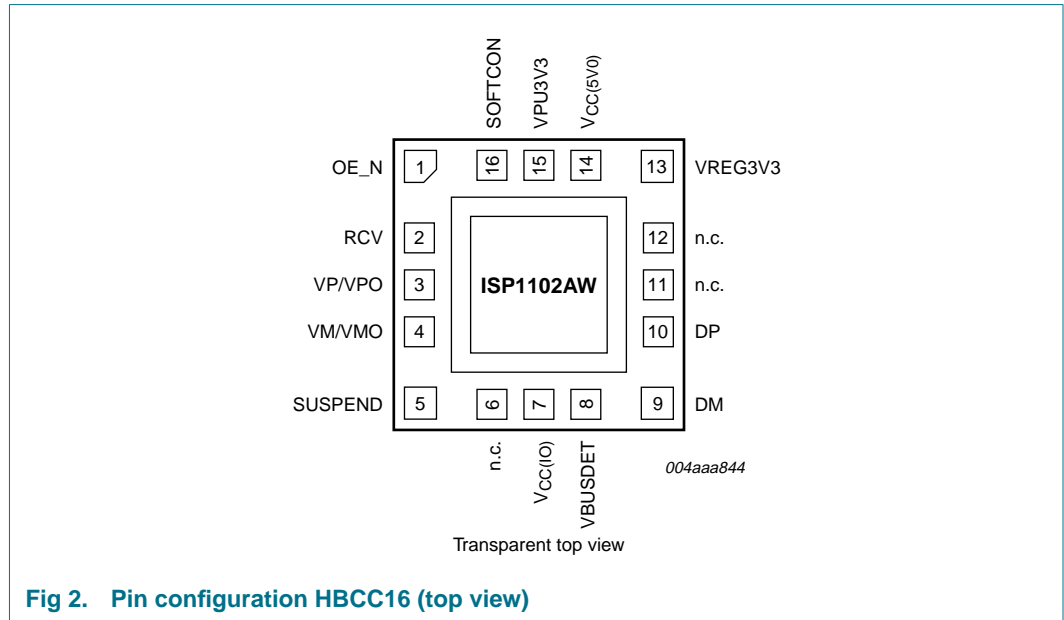 SOFTCON
VPU3V3
VCC(5V0)
16
15
14
OE_N 1
13 VREG3V3
RCV 2
12 n.c.
VP/VPO 3
ISP1102AW
11 n.c.
VM/VMO 4
10 DP
SUSPEND 5
9 DM
6
7
8
n.c.
VCC(IO)
VBUSDET
004aaa844
Transparent top view
Fig 2. Pin configuration HBCC16 (top view)